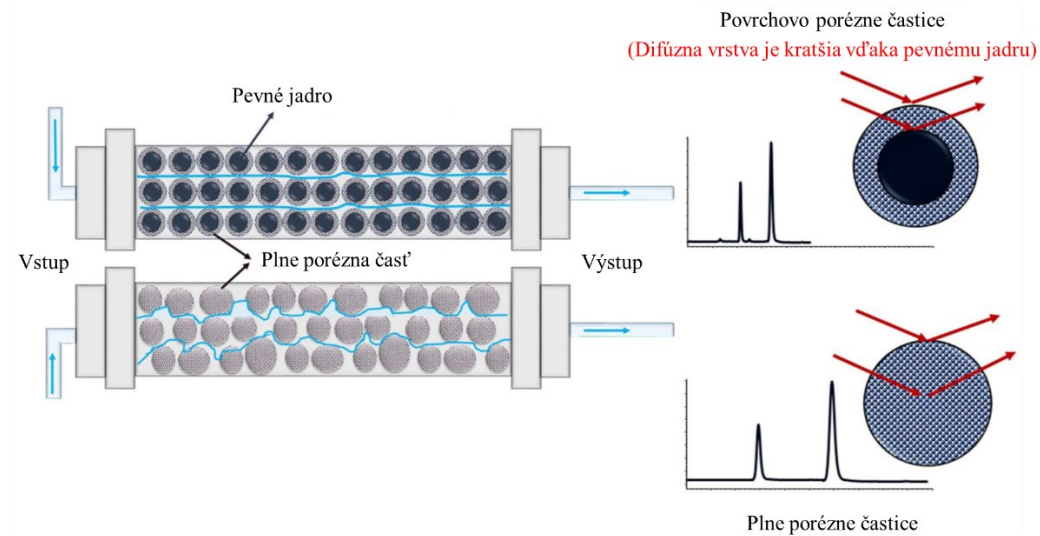 Povrchovo porézne častice
(Difúzna vrstva je kratšia vďaka pevnému jadru)
Pevné jadro
Vstup
Plne porézna časť
Výstup
Plne porézne častice